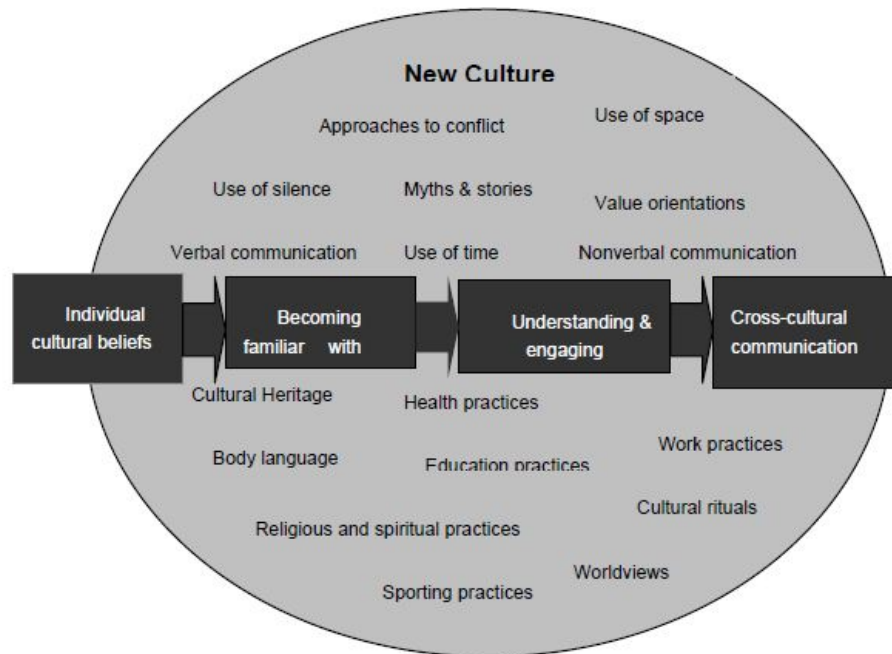 New Culture
Approaches to conflict
Use of space
Use of silence
Myths & stories
Value orientations
Verbal communication
Use of time
Nonverbal communication
Individual
cultural beliefs
Becoming
familiar with
Understanding &
engaging
Cross-cultural
communication
Cultural Heritage
Health practices
Body language
Education practices
Work practices
Religious and spiritual practices
Cultural rituals
Sporting practices
Worldviews